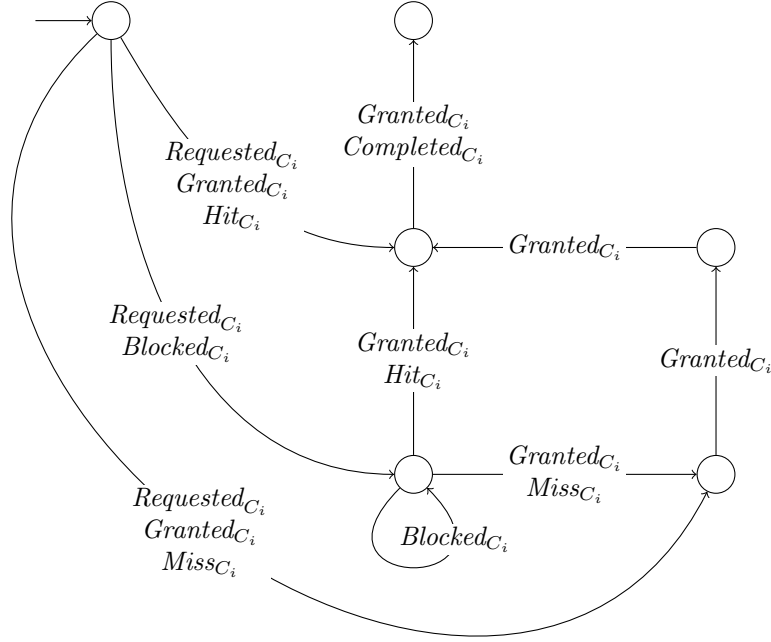 Granted_{C_i}
Completed_{C_i}
Requested_{C_i}
Granted_{C_i}
Hit_{C_i}
Granted_{C_i}
Requested_{C_i}
Blocked_{C_i}
Granted_{C_i}
Hit_{C_i}
Granted_{C_i}
Granted_{C_i}
Miss_{C_i}
Requested_{C_i}
Granted_{C_i}
Miss_{C_i}
Blocked_{C_i}